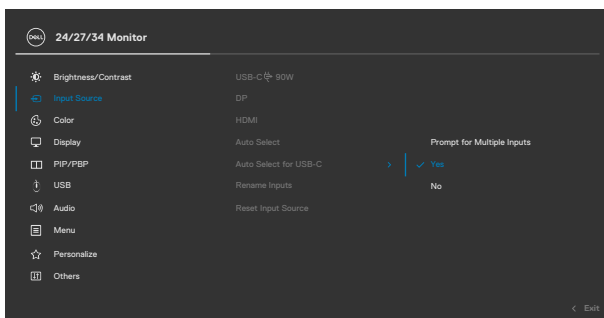 DELL
24/27/34 Monitor
Brightness/Contrast
USB-C 90W
Input Source
DP
Color
HDMI
Display
Auto Select
Prompt for Multiple Inputs
PIP/PBP
Auto Select for USB-C
Yes
USB
Rename Inputs
No
Audio
Reset Input Source
Menu
Personalize
Others
Exit